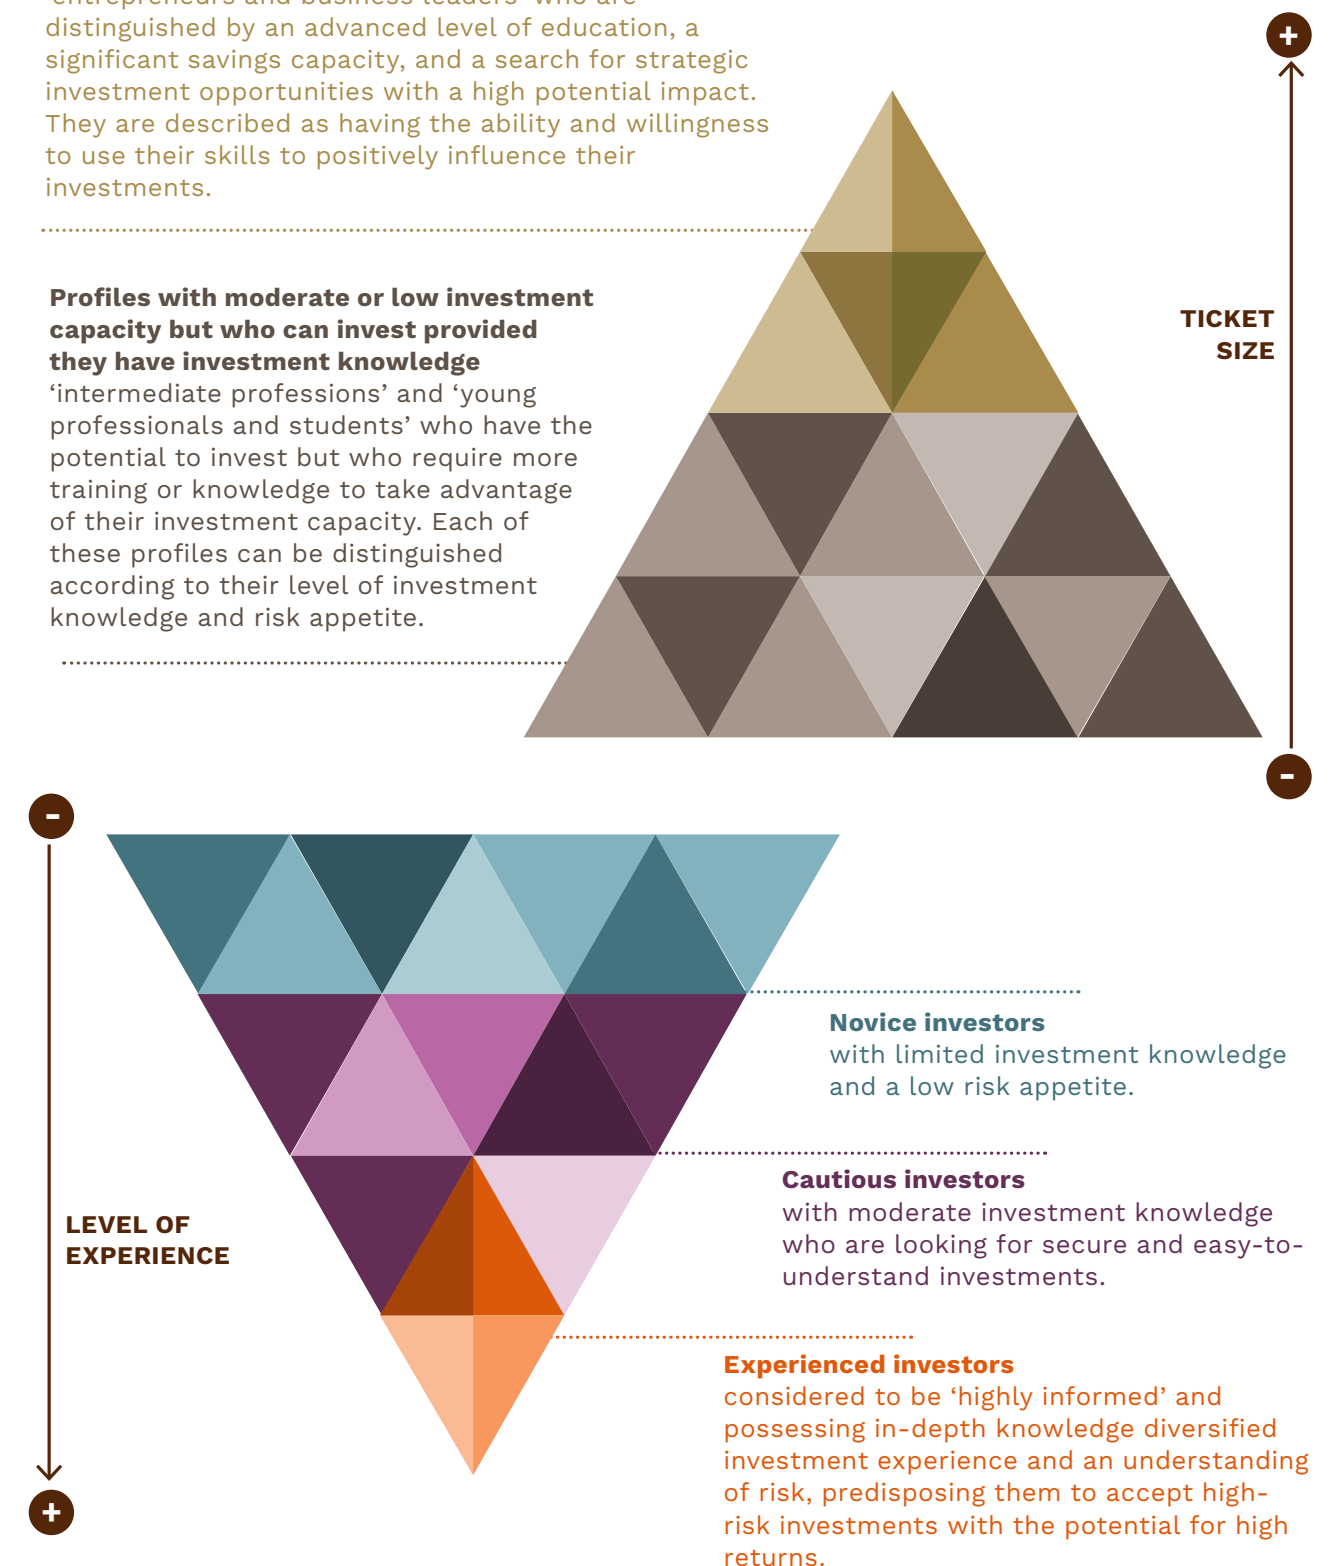 ‘entrepreneurs and business leaders’ who are
distinguished by an advanced level of education, a
significant savings capacity, and a search for strategic
investment opportunities with a high potential impact.
They are described as having the ability and willingness
to use their skills to positively influence their
investments.
+
Profiles with moderate or low investment
capacity but who can invest provided
they have investment knowledge
‘intermediate professions’ and ‘young
professionals and students’ who have the
potential to invest but who require more
training or knowledge to take advantage
of their investment capacity. Each of
these profiles can be distinguished
according to their level of investment
knowledge and risk appetite.
TICKET
SIZE
-
-
Novice investors
with limited investment knowledge
and a low risk appetite.
Cautious investors
with moderate investment knowledge
who are looking for secure and easy-to-
understand investments.
LEVEL OF
EXPERIENCE
Experienced investors
considered to be ‘highly informed’ and
possessing in-depth knowledge diversified
investment experience and an understanding
of risk, predisposing them to accept high-
risk investments with the potential for high
returns.
+